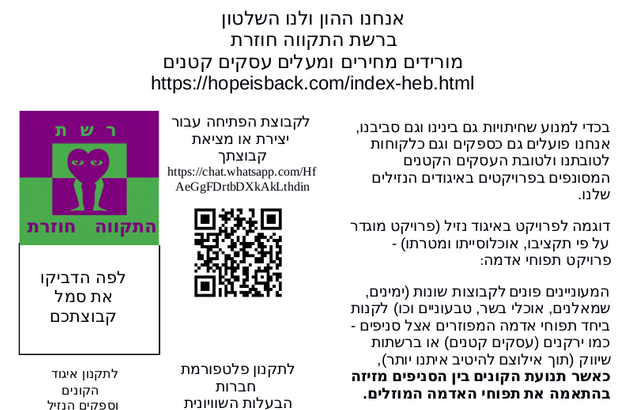 אנחנו ההון ולנו השלטון
ברשת התקווה חוזרת
מורידים מחירים ומעלים עסקים קטנים
https://hopeisback.com/index-heb.html
בכדי למנוע שחיתויות גם בינינו וגם סביבנו,
אנחנו פועלים גם כספקים וגם כלקוחות
לטובתנו ולטובת העסקים הקטנים
המסונפים בפרויקטים באיגודים הנזילים
שלנו.
דוגמה לפרויקט באיגוד נזיל (פרויקט מוגדר
על פי תקציבו, אוכלוסייתו ומטרתו) -
פרויקט תפוחי אדמה:
המעוניינים פונים לקבוצות שונות (ימינים,
שמאלנים, אוכלי בשר, טבעוניים וכו) לקנות
ביחד תפוחי אדמה המפוזרים אצל סניפים -
כמו ירקנים (עסקים קטנים) או ברשתות
שיווק (תוך אילוצם להיטיב איתנו יותר),
כאשר תנועת הקונים בין הסניפים מזיזה
בהתאמה את תפוחי האדמה המוזלים.
לקבוצת הפתיחה עבור
יצירת או מציאת
קבוצתך
https://chat.whatsapp.com/Hf
AeGgFDrtbDXkAkLthdin
לתקנון פלטפורמת
חברות
הבעלות השוויונית
רשת
התקווה חוזרת
לפה הדביקו
את סמל
קבוצתכם
לתקנון איגוד
הקונים
וספקים הנזיל